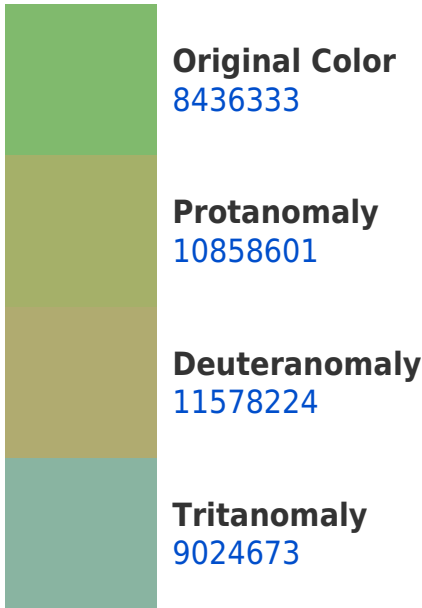 Original Color
8436333
Protanomaly
10858601
Deuteranomaly
11578224
Tritanomaly
9024673